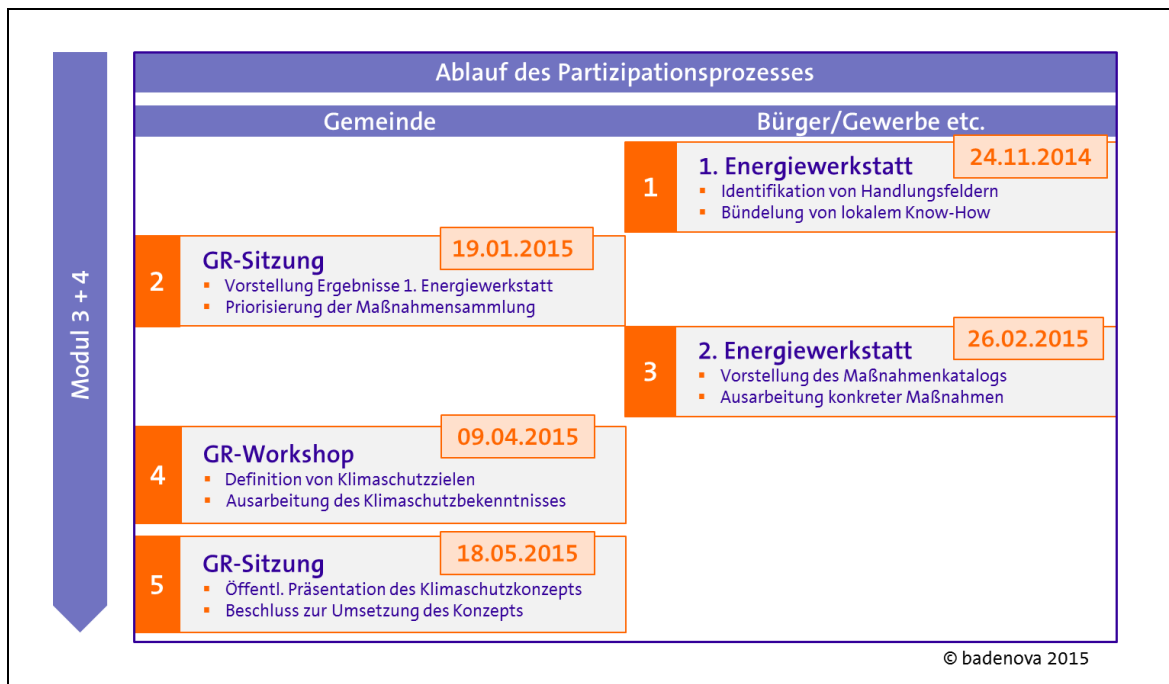 Ablauf des Partizipationsprozesses
Gemeinde
Bürger/Gewerbe etc.
Modul 3 + 4
1
1. Energiewerkstatt
24.11.2014
▪ Identifikation von Handlungsfeldern
▪ Bündelung von lokalem Know-How
2
GR-Sitzung
19.01.2015
▪ Vorstellung Ergebnisse 1. Energiewerkstatt
▪ Priorisierung der Maßnahmensammlung
3
2. Energiewerkstatt
26.02.2015
▪ Vorstellung des Maßnahmenkatalogs
▪ Ausarbeitung konkreter Maßnahmen
4
GR-Workshop
09.04.2015
▪ Definition von Klimaschutzzielen
▪ Ausarbeitung des Klimaschutzbekenntnisses
5
GR-Sitzung
18.05.2015
▪ Öffentl. Präsentation des Klimaschutzkonzepts
▪ Beschluss zur Umsetzung des Konzepts
© badenova 2015